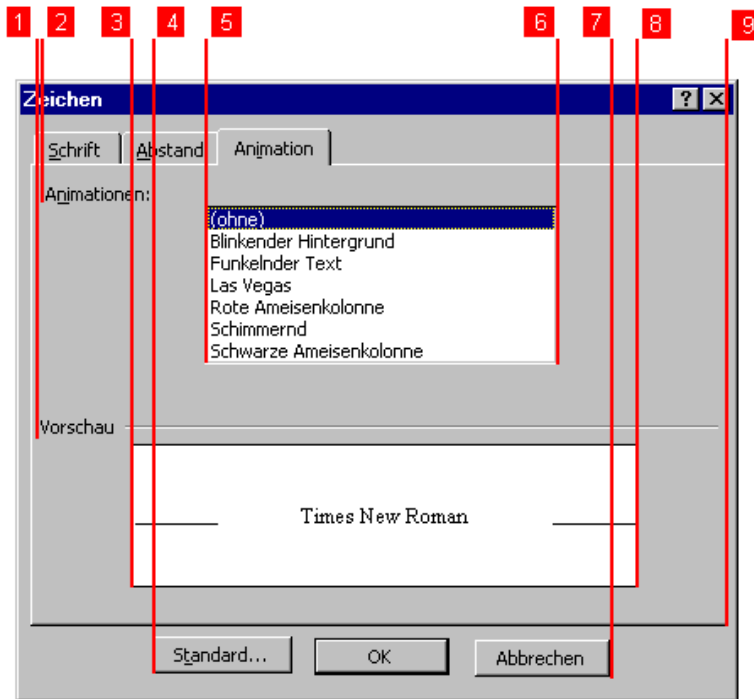 1 2 3 4 5 6 7 8 9
Zeichen
Schrift Abstand Animation
Animationen:
(ohne)
Blinkender Hintergrund
Funkelnder Text
Las Vegas
Rote Ameisenkolonne
Schimmernd
Schwarze Ameisenkolonne
Vorschau
Times New Roman
Standard... OK Abbrechen